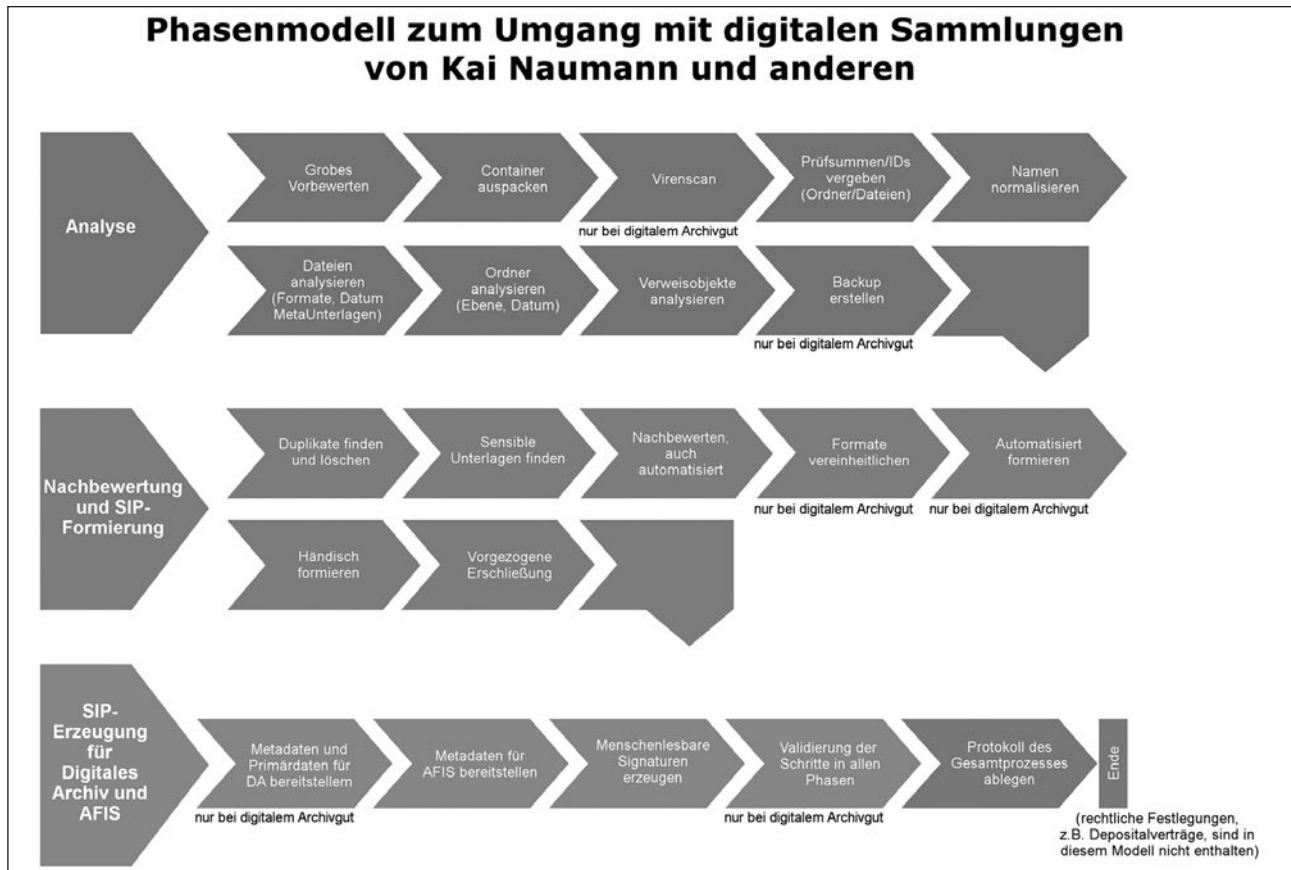 Phasenmodell zum Umgang mit digitalen Sammlungen
von Kai Naumann und anderen
Analyse
Grobes
Vorbewerten
Container
auspacken
Virenscan
nur bei digitalem Archivgut
Prüfsummen/IDs
vergeben
(Ordner/Dateien)
Namen
normalisieren
Dateien
analysieren
(Formate, Datum
MetaUnterlagen)
Ordner
analysieren
(Ebene, Datum)
Verweisobjekte
analysieren
Backup
erstellen
nur bei digitalem Archivgut
Nachbewertung
und SIP-
Formierung
Duplikate finden
und löschen
Sensible
Unterlagen finden
Nachbewerten,
auch
automatisiert
Formate
vereinheitlichen
nur bei digitalem Archivgut
Automatisiert
formieren
nur bei digitalem Archivgut
Händisch
formieren
Vorgezogene
Erschließung
SIP-
Erzeugung
für
Digitales
Archiv und
AFIS
Metadaten und
Primärdaten für
DA bereitstellem
nur bei digitalem Archivgut
Metadaten für
AFIS bereitstellen
Menschenlesbare
Signaturen
erzeugen
Validierung der
Schritte in allen
Phasen
nur bei digitalem Archivgut
Protokoll des
Gesamtprozesses
ablegen
Ende
(rechtliche Festlegungen,
z.B. Depositalverträge, sind in
diesem Modell nicht enthalten)